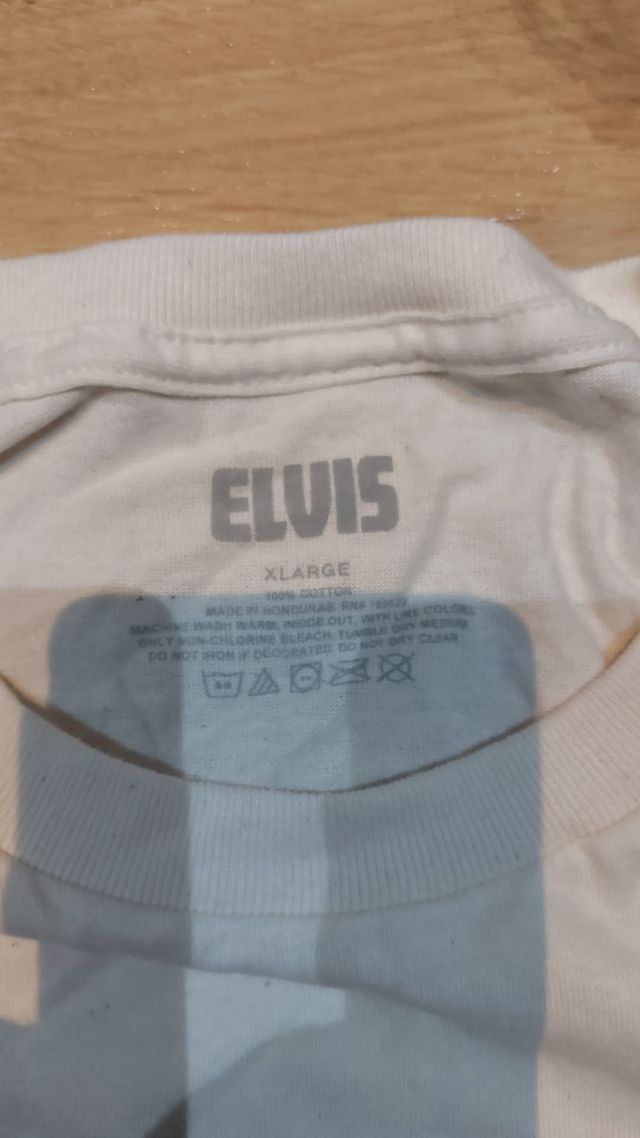 ELVIS
XLARGE
100% COTTON
MADE IN HONDURAS RN#
MACHINE WASH WARM, INSIDE OUT, WITH LIKE COLORS
ONLY NON-CHLORINE BLEACH. TUMBLE DRY MEDIUM.
DO NOT IRON IF DECORATED. DO NOT DRY CLEAN